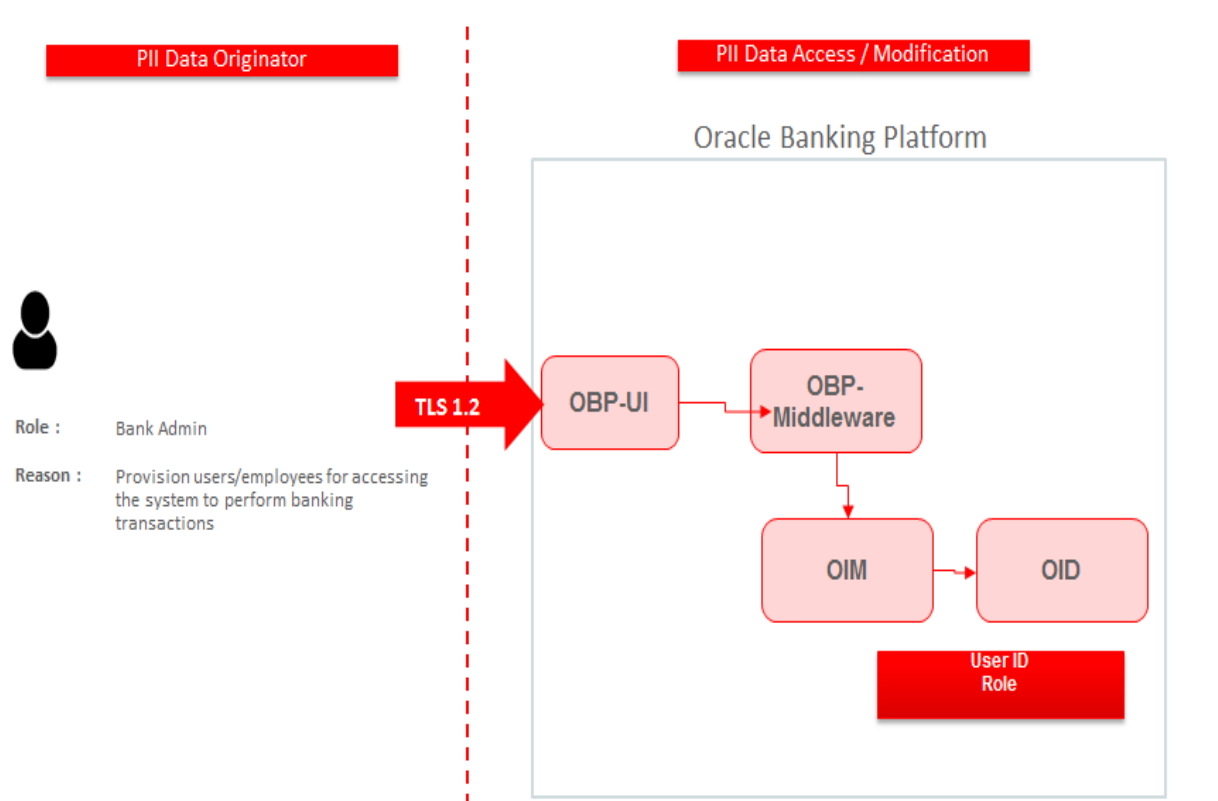 PII Data Originator
PII Data Access / Modification
Oracle Banking Platform
TLS 1.2
OBP-UI
OBP-
Middleware
Role :
Bank Admin
Reason :
Provision users/employees for accessing
the system to perform banking
transactions
OIM
OID
User ID
Role